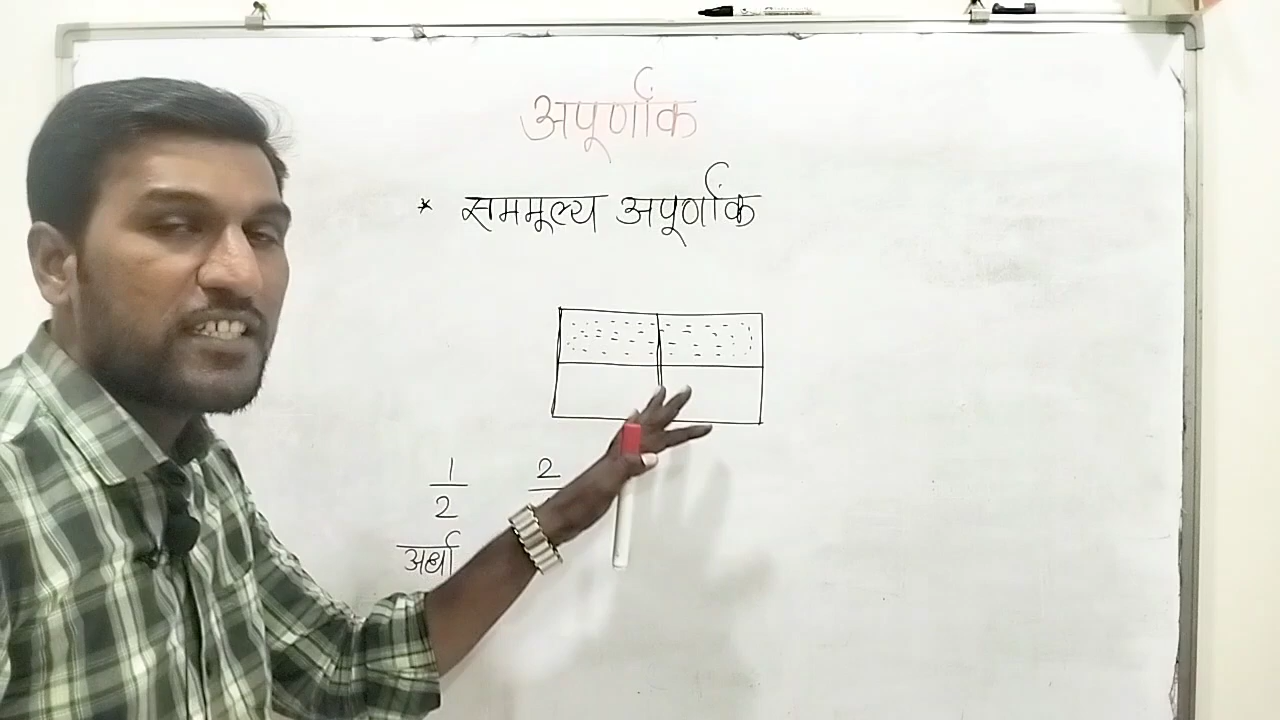 अपूर्णांक
* सममूल्य अपूर्णांक
1/2 2/
अर्धा